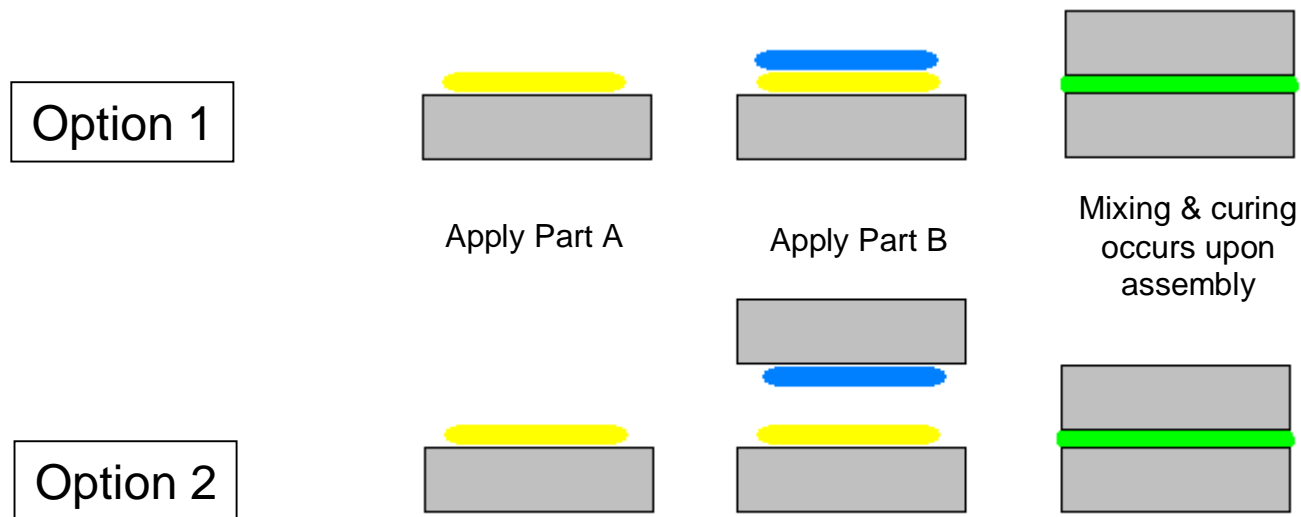 Option 1
Apply Part A
Apply Part B
Mixing & curing
occurs upon
assembly
Option 2